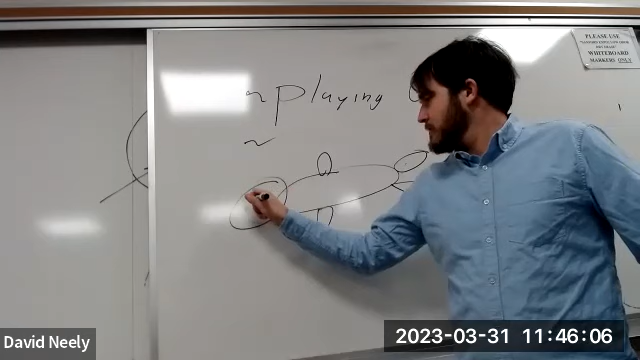 PLEASE USE
WHITEBOARD
MARKERS ONLY
~ Playing
~
David Neely
2023-03-31 11:46:06